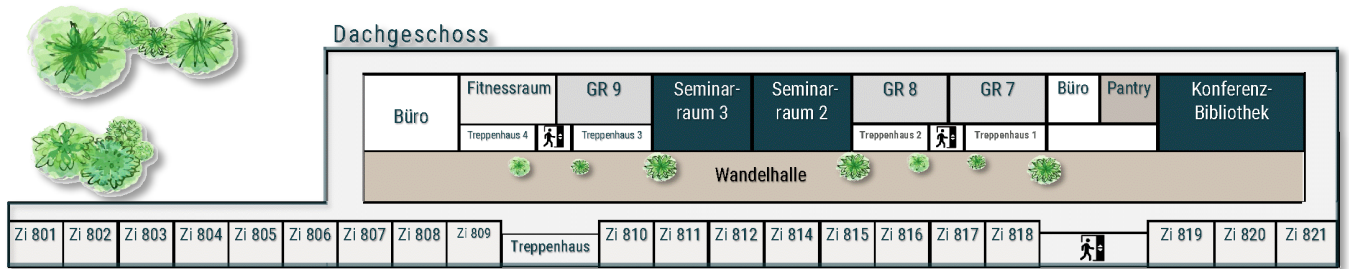 Dachgeschoss
Büro
Fitnessraum
GR 9
Seminar-
raum 3
Seminar-
raum 2
GR 8
GR 7
Büro
Pantry
Konferenz-
Bibliothek
Treppenhaus 4
Treppenhaus 3
Treppenhaus 2
Treppenhaus 1
Wandelhalle
Zi 801
Zi 802
Zi 803
Zi 804
Zi 805
Zi 806
Zi 807
Zi 808
Zi 809
Treppenhaus
Zi 810
Zi 811
Zi 812
Zi 814
Zi 815
Zi 816
Zi 817
Zi 818
Zi 819
Zi 820
Zi 821